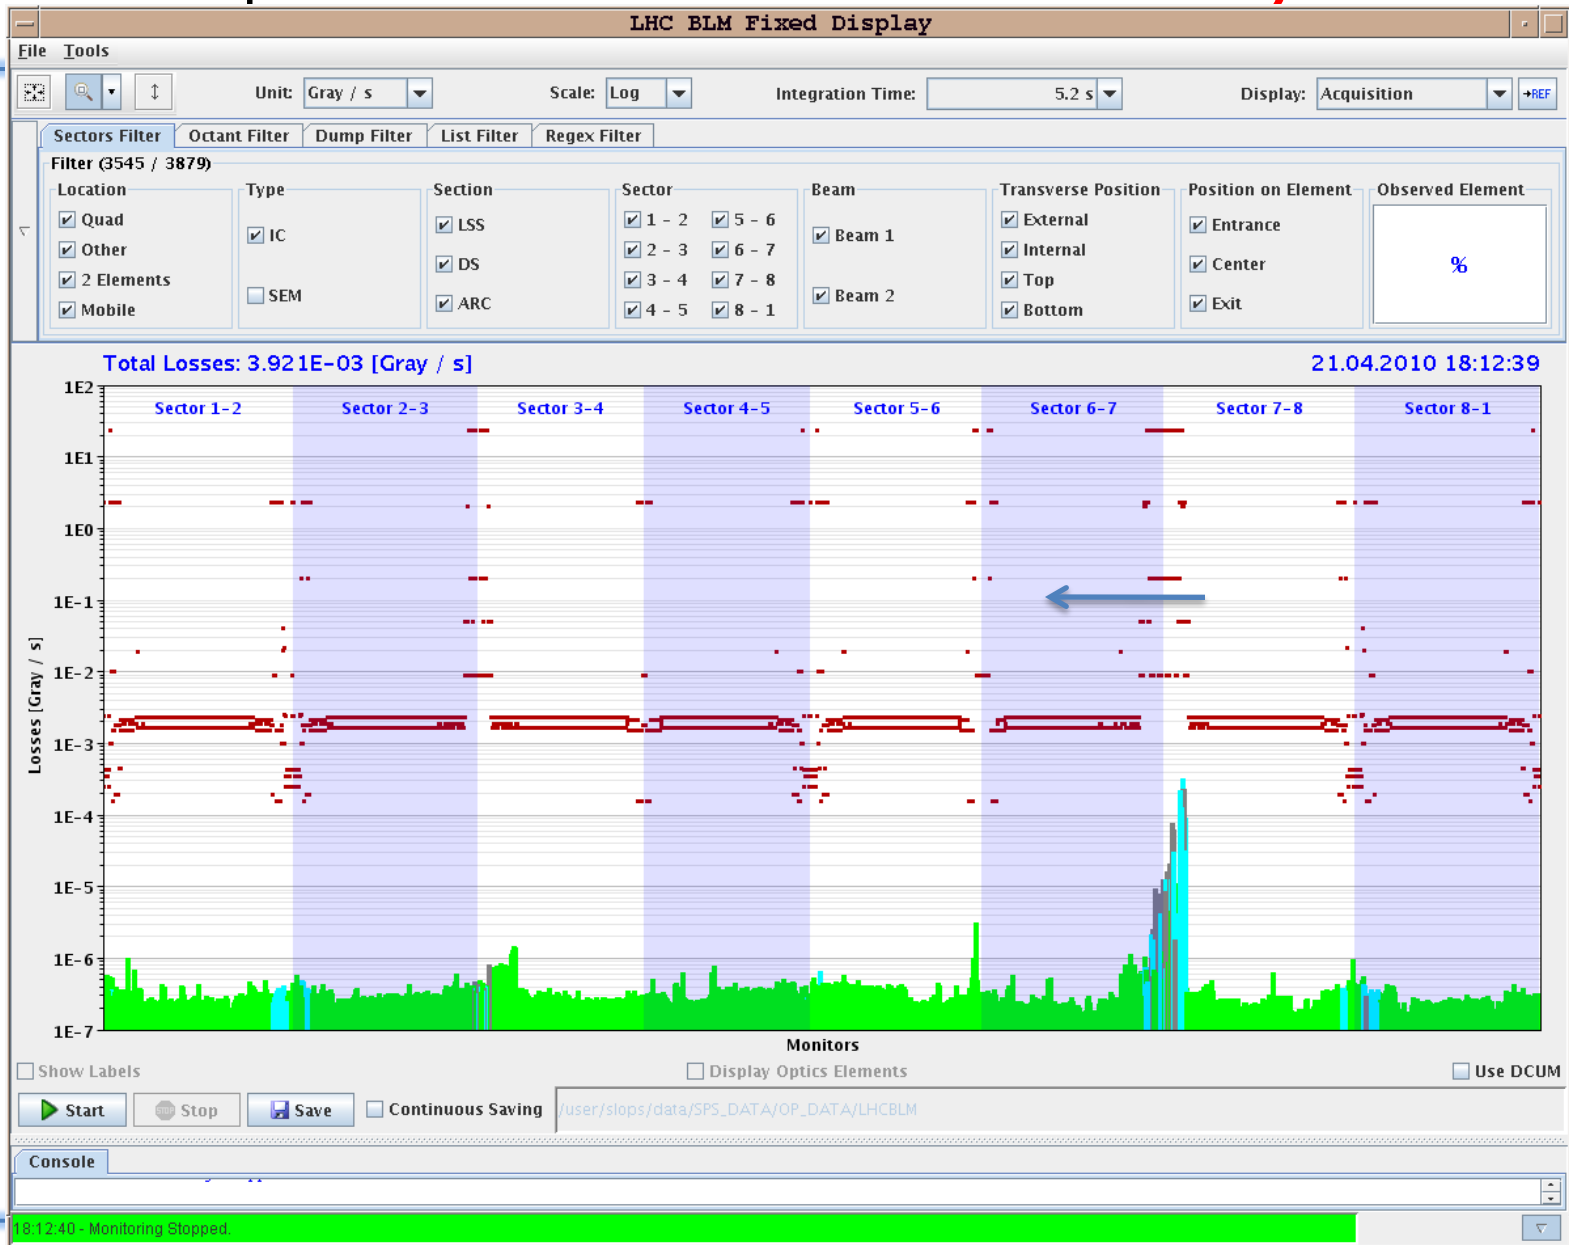 LHC BLM Fixed Display
File Tools
Unit: Gray / s Scale: Log Integration Time: 5.2 s Display: Acquisition →REF
Sectors Filter Octant Filter Dump Filter List Filter Regex Filter
Filter (3545 / 3879)
Location Type Section Sector Beam Transverse Position Position on Element Observed Element
Quad IC LSS 1 - 2 5 - 6 Beam 1 External Entrance
Other 2 - 3 6 - 7 Internal
2 Elements SEM DS 3 - 4 7 - 8 Beam 2 Top Center %
Mobile ARC 4 - 5 8 - 1 Bottom Exit
Total Losses: 3.921E-03 [Gray / s] 21.04.2010 18:12:39
Sector 1-2 Sector 2-3 Sector 3-4 Sector 4-5 Sector 5-6 Sector 6-7 Sector 7-8 Sector 8-1
1E2
1E1
1E0
1E-1
1E-2
1E-3
1E-4
1E-5
1E-6
1E-7
Losses [Gray / s]
Monitors
Show Labels Display Optics Elements Use DCUM
Start STOP Stop Save Continuous Saving /user/slops/data/SPS_DATA/OP_DATA/LHCBLM
Console
18:12:40 - Monitoring Stopped.